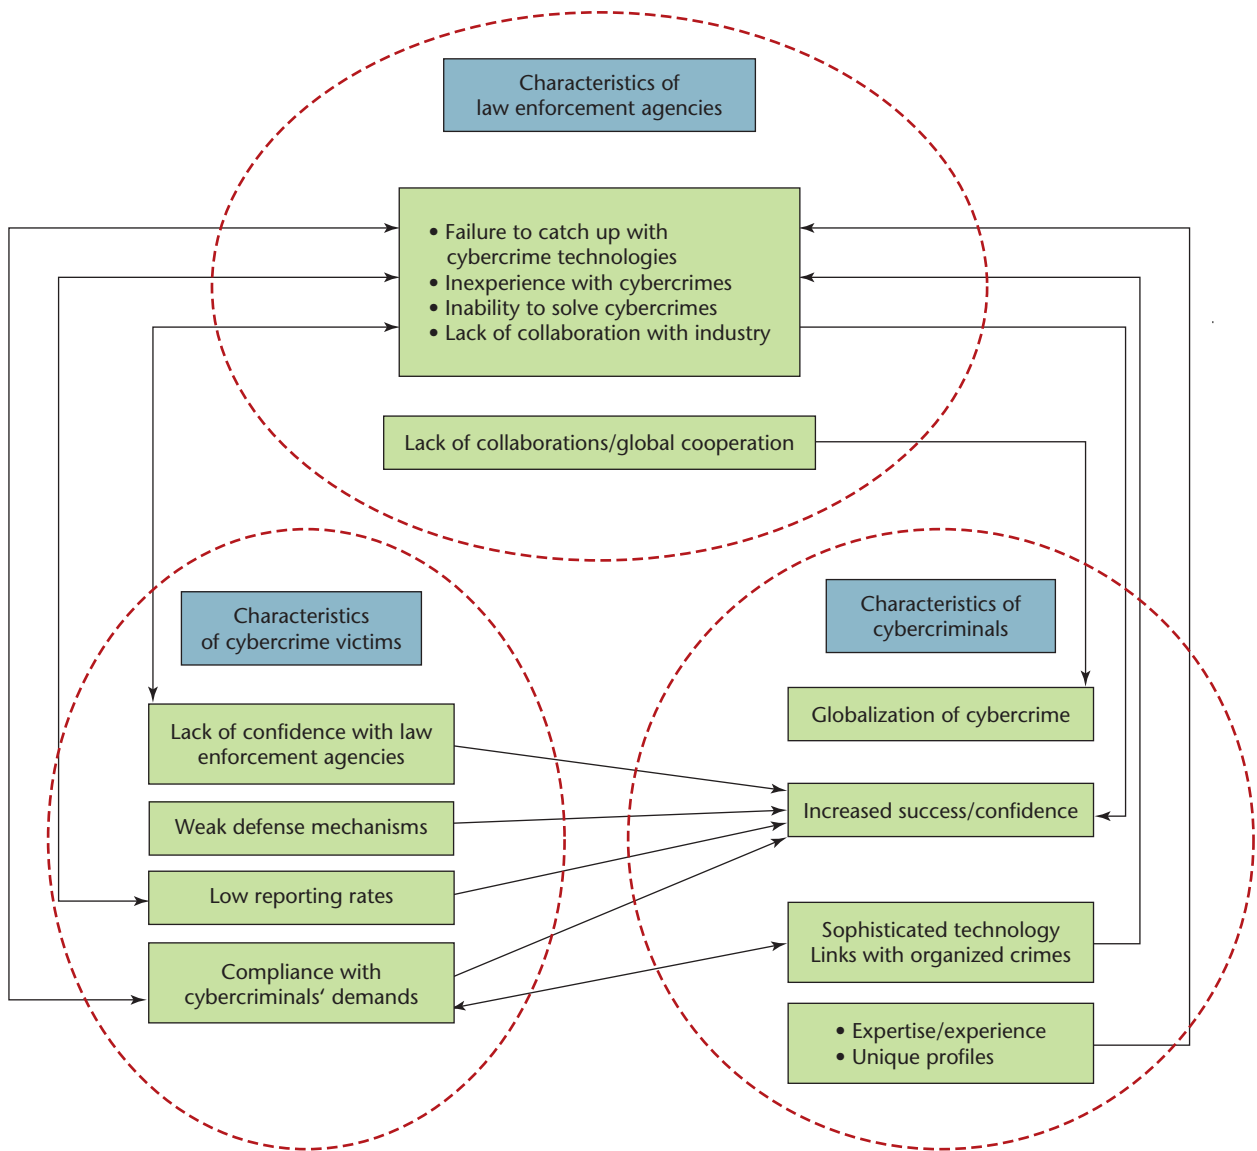 Characteristics of
law enforcement agencies
• Failure to catch up with
cybercrime technologies
• Inexperience with cybercrimes
• Inability to solve cybercrimes
• Lack of collaboration with industry
Lack of collaborations/global cooperation
Characteristics
of cybercrime victims
Lack of confidence with law
enforcement agencies
Weak defense mechanisms
Low reporting rates
Compliance with
cybercriminals‘ demands
Characteristics of
cybercriminals
Globalization of cybercrime
Increased success/confidence
Sophisticated technology
Links with organized crimes
• Expertise/experience
• Unique profiles